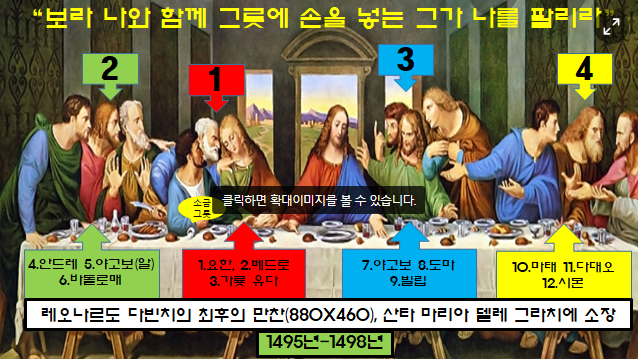 “보라 나와 함께 그릇에 손을 넣는 그가 나를 팔리라”
2
1
3
4
소금
그릇
클릭하면 확대이미지를 볼 수 있습니다.
4.안드레 5.야고보(알)
6.바돌로매
1.요한, 2.베드로
3.가룟 유다
7.야고보 8.도마
9.빌립
10.마태 11.다대오
12.시몬
레오나르도 다빈치의 최후의 만찬(880X460), 산타 마리아 델레 그라치에 소장
1495년-1498년